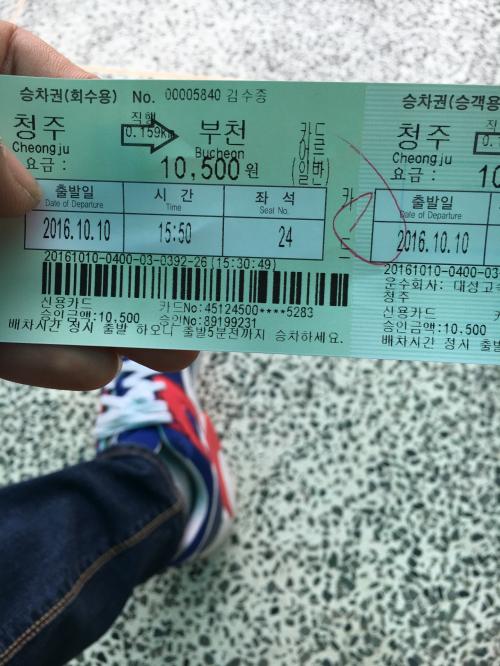 승차권(회수용) No. 00005840 김수종
직행
청주 0.159km 부천
Cheongju Bucheon
요금 : 10,500 원
카드
어른
(일반)
출발일 시 간 좌 석
Date of Departure Time Seat No.
2016.10.10 15:50 24
20161010-0400-03-0392-26 (15:30:49)
신용카드 카드No:45124500****5283
승인금액:10.500 승인No:89199231
배차시간 정시 출발 하오니 출발5분전까지 승차하세요.
승차권(승객용
청주
Cheongju
요금 : 10
출발일
Date of Departure
2016.10.10
20161010-0400-03
운수회사: 대성고속
청주
신용카드
승인금액:10.500
배차시간 정시 출발